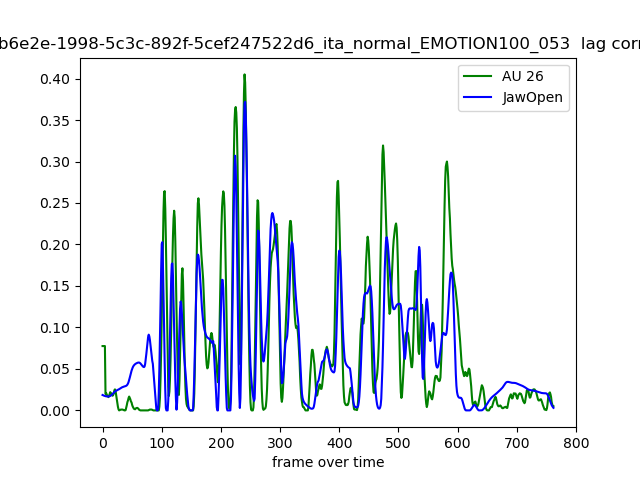 b6e2e-1998-5c3c-892f-5cef247522d6_ita_normal_EMOTION100_053 lag corr
AU 26
JawOpen
0.40
0.35
0.30
0.25
0.20
0.15
0.10
0.05
0.00
0 100 200 300 400 500 600 700 800
frame over time